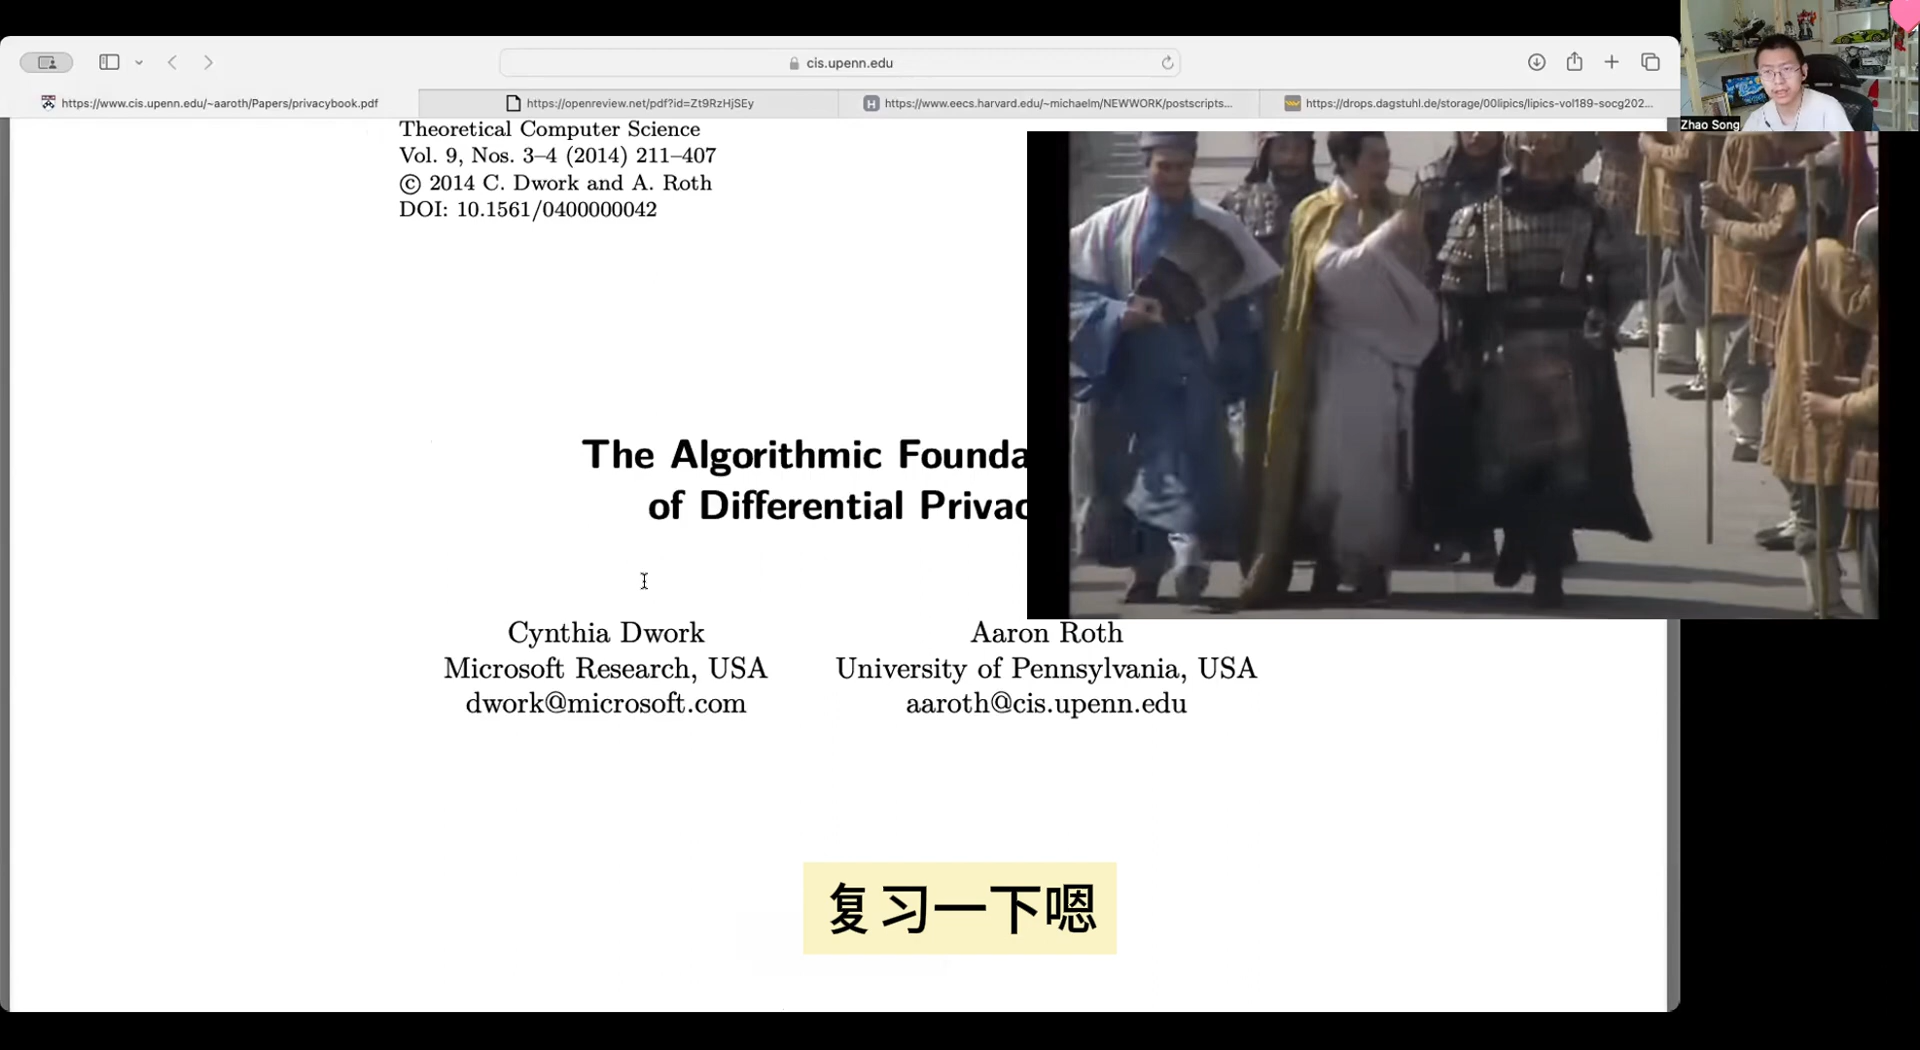 cis.upenn.edu
https://www.cis.upenn.edu/~aaroth/Papers/privacybook.pdf
https://openreview.net/pdf?id=Zt9RzHjSEy
https://www.eecs.harvard.edu/~michaelm/NEWWORK/postscripts...
https://drops.dagstuhl.de/storage/00lipics/lipics-vol189-socg202...
Zhao Song
Theoretical Computer Science
Vol. 9, Nos. 3–4 (2014) 211–407
© 2014 C. Dwork and A. Roth
DOI: 10.1561/0400000042
The Algorithmic Founda
of Differential Privac
Cynthia Dwork
Microsoft Research, USA
dwork@microsoft.com
Aaron Roth
University of Pennsylvania, USA
aaroth@cis.upenn.edu
复习一下嗯